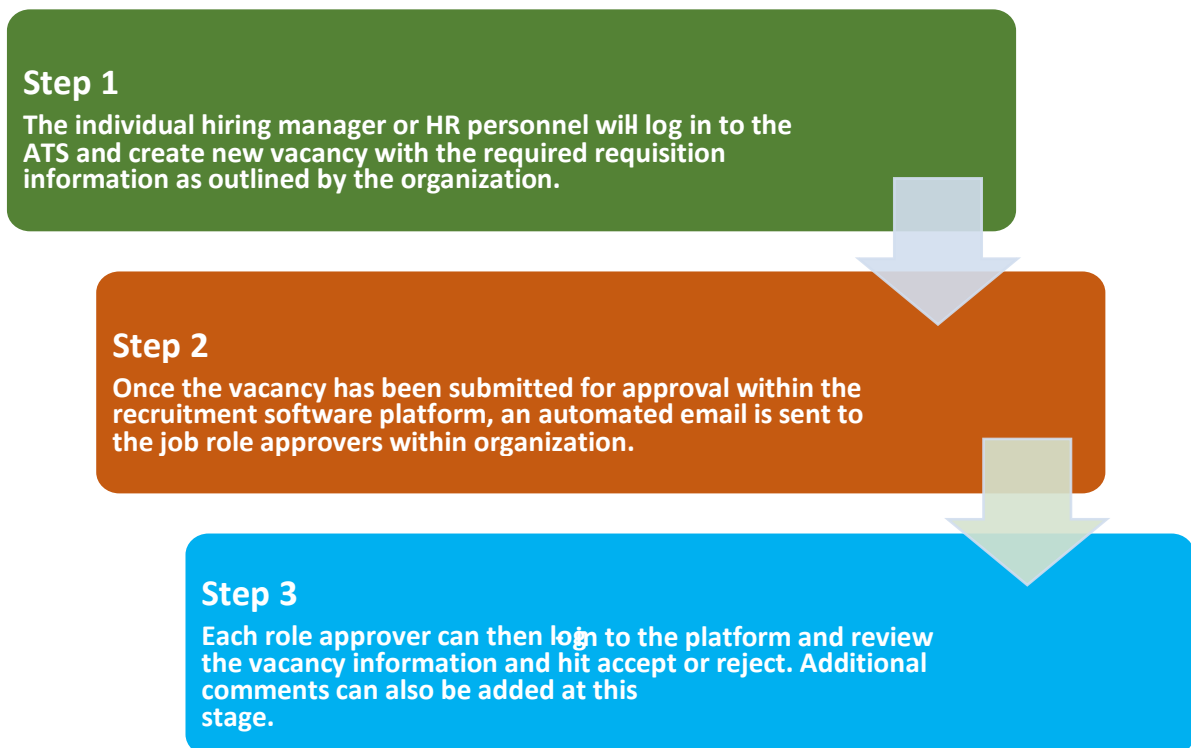 Step 1
The individual hiring manager or HR personnel will log in to the
ATS and create new vacancy with the required requisition
information as outlined by the organization.
Step 2
Once the vacancy has been submitted for approval within the
recruitment software platform, an automated email is sent to
the job role approvers within organization.
Step 3
Each role approver can then log-in to the platform and review
the vacancy information and hit accept or reject. Additional
comments can also be added at this
stage.